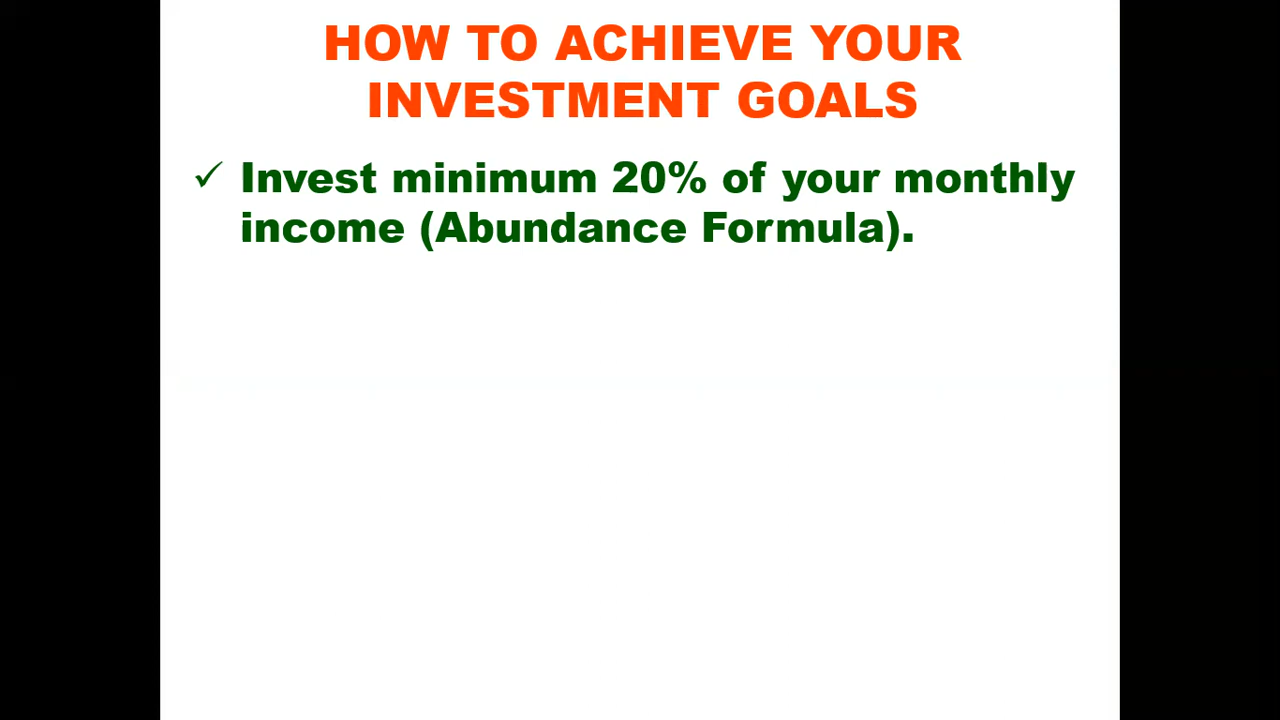 HOW TO ACHIEVE YOUR
INVESTMENT GOALS
✓ Invest minimum 20% of your monthly
income (Abundance Formula).